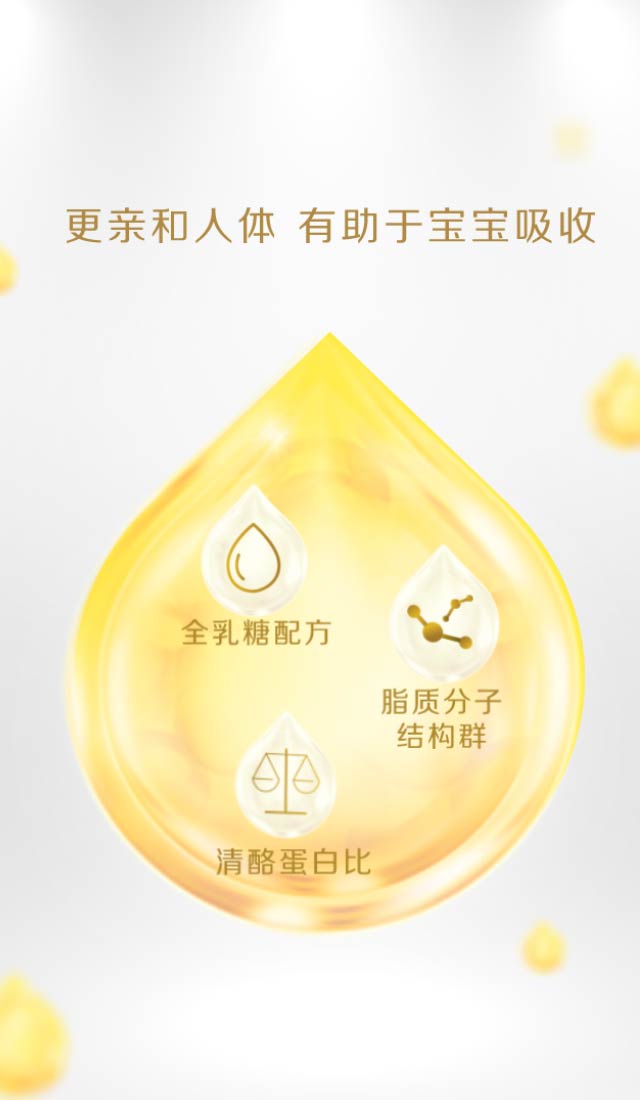 更亲和人体 有助于宝宝吸收
全乳糖配方
脂质分子
结构群
清酪蛋白比